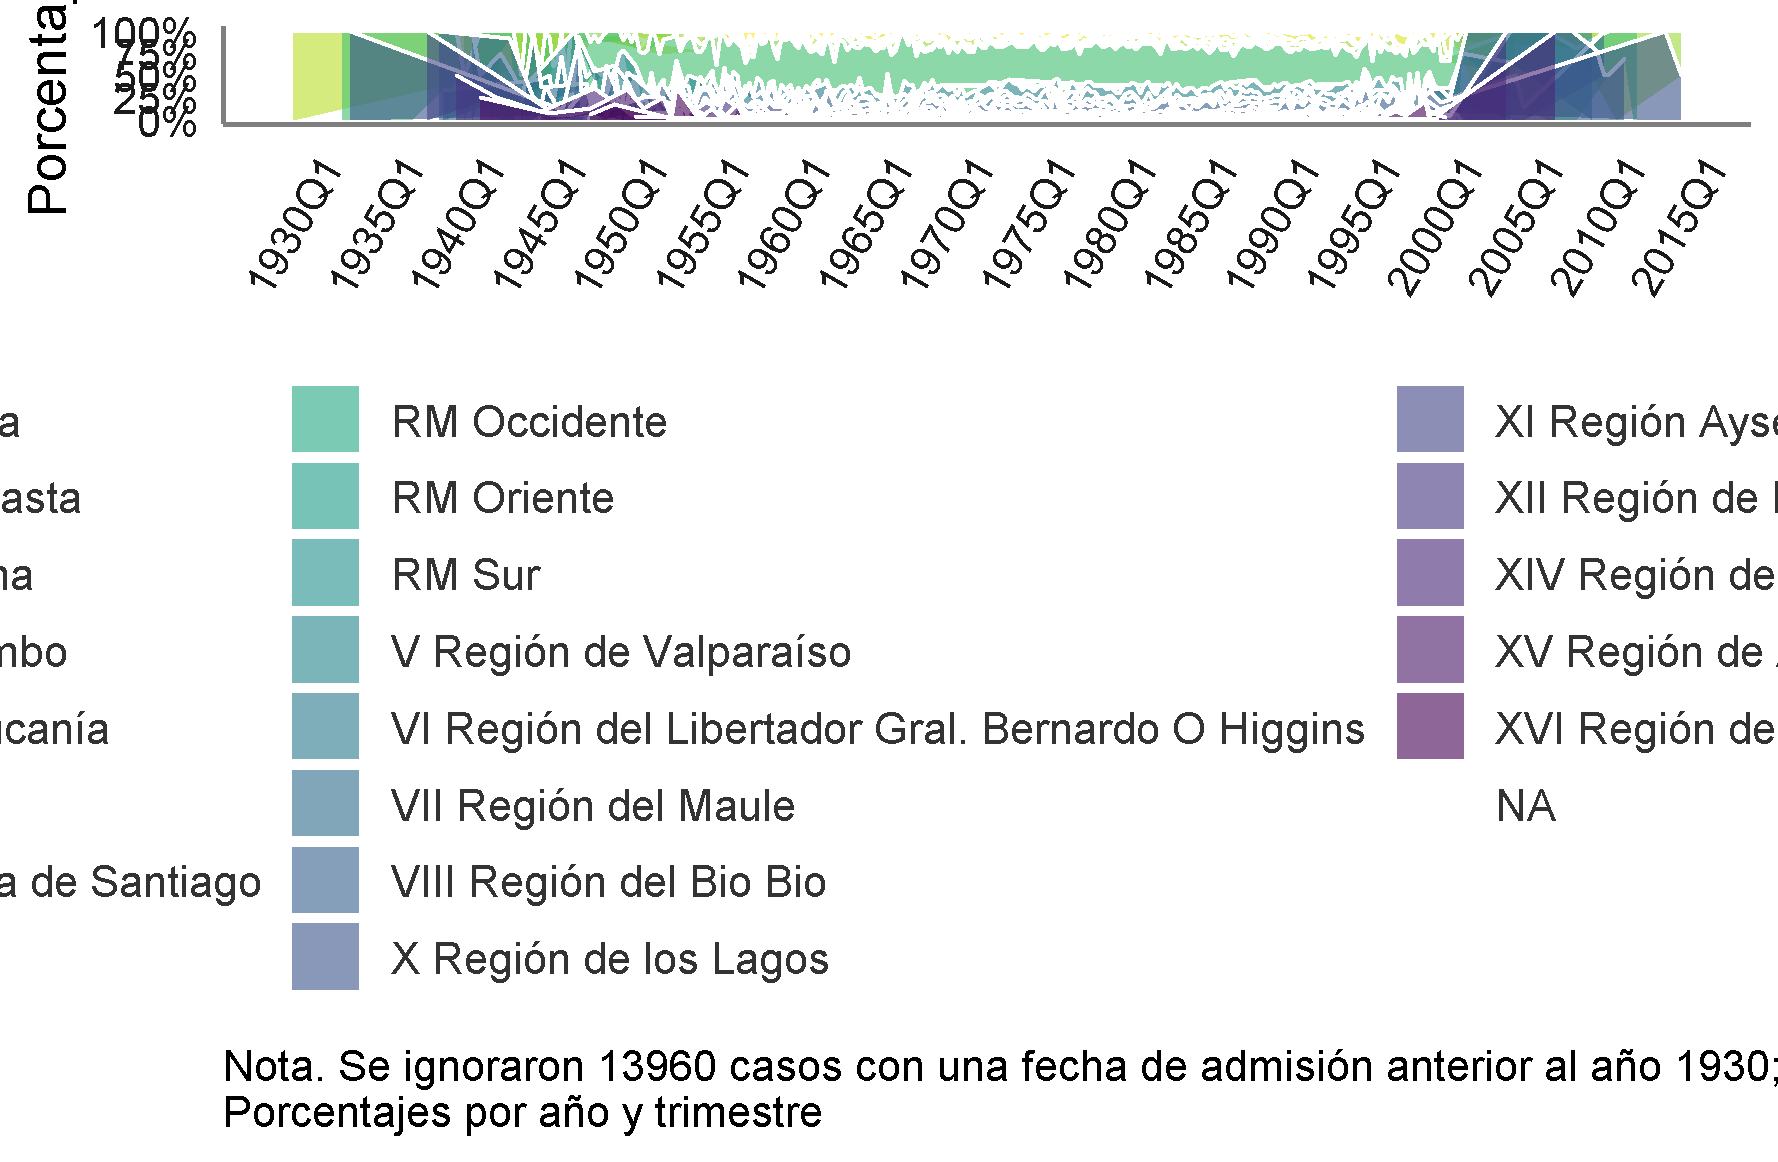 Porcenta
100%
75%
50%
25%
0%
1930Q1 1935Q1 1940Q1 1945Q1 1950Q1 1955Q1 1960Q1 1965Q1 1970Q1 1975Q1 1980Q1 1985Q1 1990Q1 1995Q1 2000Q1 2005Q1 2010Q1 2015Q1
a
asta
na
mbo
ucanía
a de Santiago
RM Occidente
RM Oriente
RM Sur
V Región de Valparaíso
VI Región del Libertador Gral. Bernardo O Higgins
VII Región del Maule
VIII Región del Bio Bio
X Región de los Lagos
XI Región Ayse
XII Región de
XIV Región de
XV Región de
XVI Región de
NA
Nota. Se ignoraron 13960 casos con una fecha de admisión anterior al año 1930;
Porcentajes por año y trimestre